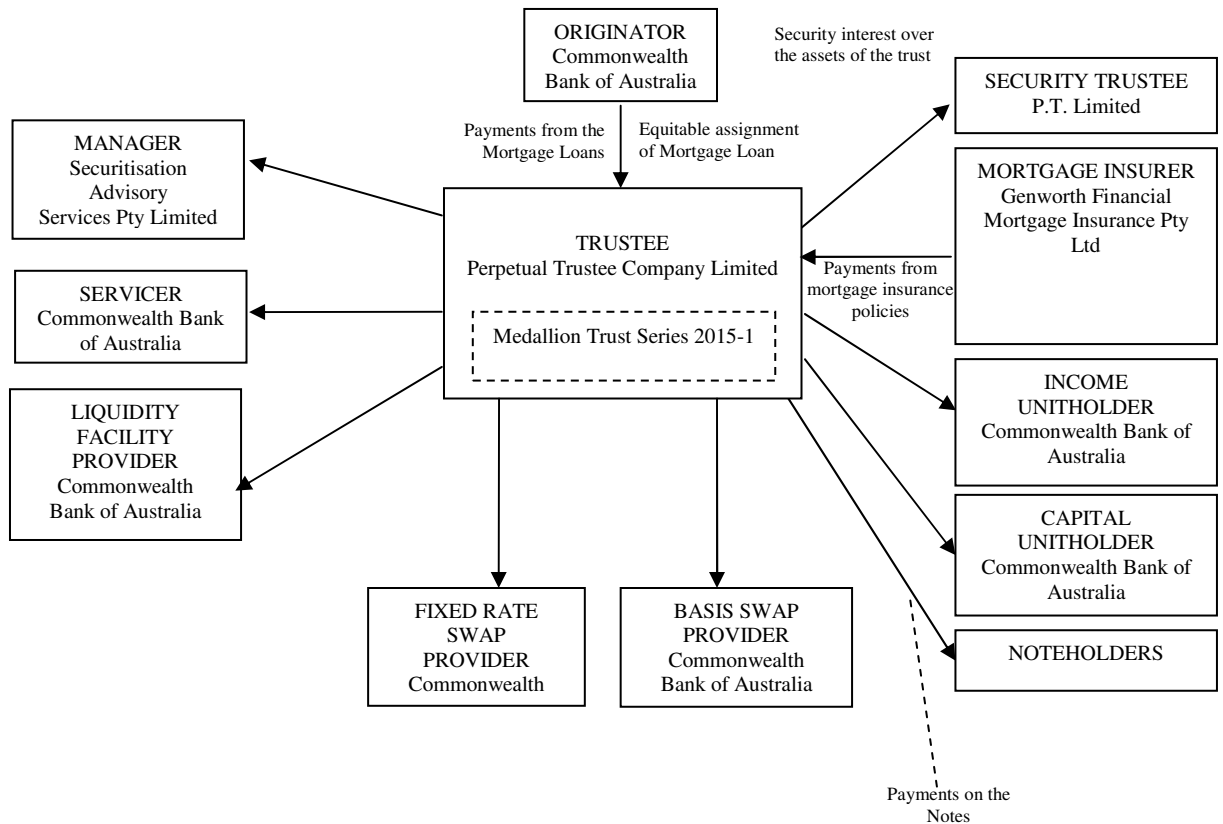 ORIGINATOR
Commonwealth
Bank of Australia
Security interest over
the assets of the trust
SECURITY TRUSTEE
P.T. Limited
Payments from the
Mortgage Loans
Equitable assignment
of Mortgage Loan
MANAGER
Securitisation
Advisory
Services Pty Limited
MORTGAGE INSURER
Genworth Financial
Mortgage Insurance Pty
Ltd
TRUSTEE
Perpetual Trustee Company Limited
Medallion Trust Series 2015-1
Payments from
mortgage insurance
policies
SERVICER
Commonwealth Bank
of Australia
INCOME
UNITHOLDER
Commonwealth Bank of
Australia
LIQUIDITY
FACILITY
PROVIDER
Commonwealth
Bank of Australia
CAPITAL
UNITHOLDER
Commonwealth Bank of
Australia
FIXED RATE
SWAP
PROVIDER
Commonwealth
BASIS SWAP
PROVIDER
Commonwealth
Bank of Australia
NOTEHOLDERS
Payments on the
Notes